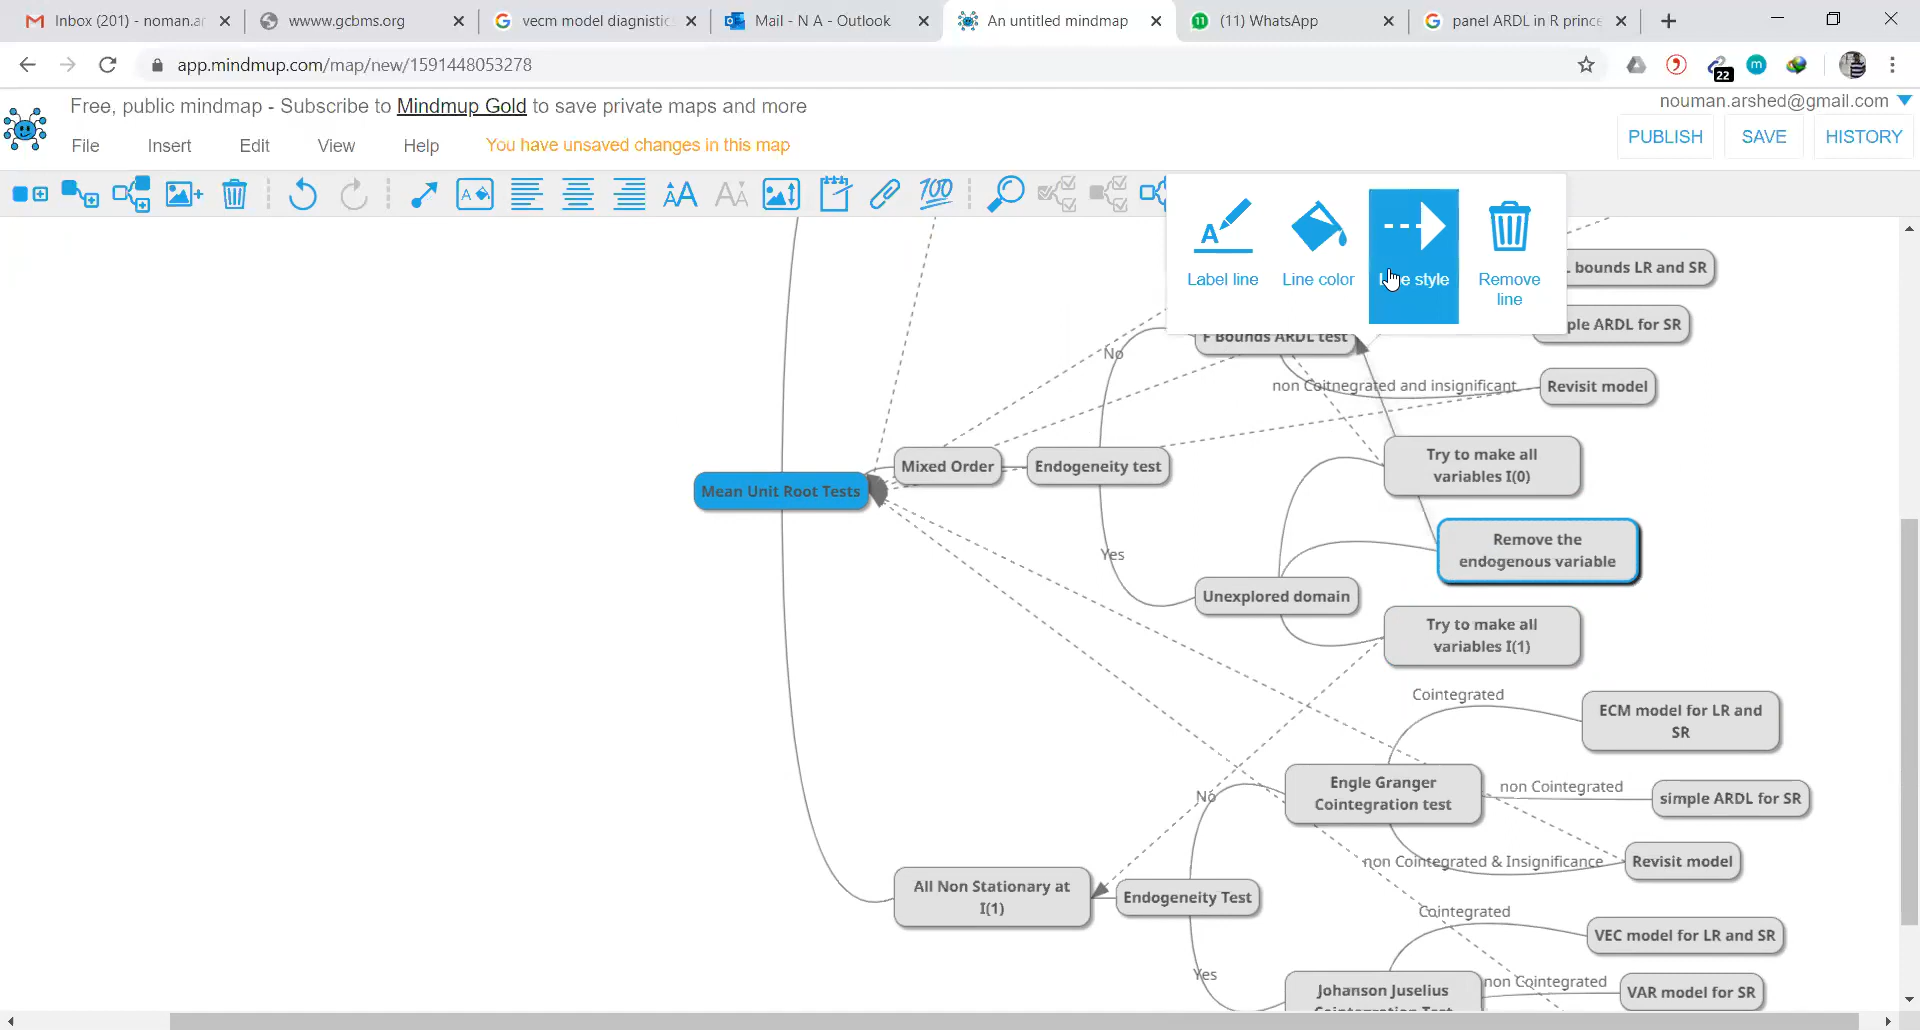 Inbox (201) - noman.ar
wwww.gcbms.org
vecm model diagnostic
Mail - N A - Outlook
An untitled mindmap
11
(11) WhatsApp
panel ARDL in R prince
app.mindmup.com/map/new/1591448053278
22
m
Free, public mindmap - Subscribe to Mindmup Gold to save private maps and more
nouman.arshed@gmail.com
File
Insert
Edit
View
Help
You have unsaved changes in this map
PUBLISH
SAVE
HISTORY
Label line
Line color
style
Remove line
bounds LR and SR
ple ARDL for SR
F Bounds ARDL test
No
non Coitnegrated and insignificant
Revisit model
Mixed Order
Endogeneity test
Try to make all
variables I(0)
Mean Unit Root Tests
Remove the
endogenous variable
Yes
Unexplored domain
Try to make all
variables I(1)
Cointegrated
ECM model for LR and
SR
Engle Granger
Cointegration test
non Cointegrated
simple ARDL for SR
No
non Cointegrated & Insignificance
Revisit model
All Non Stationary at
I(1)
Endogeneity Test
Cointegrated
VEC model for LR and SR
Yes
Johanson Juselius
non Cointegrated
VAR model for SR